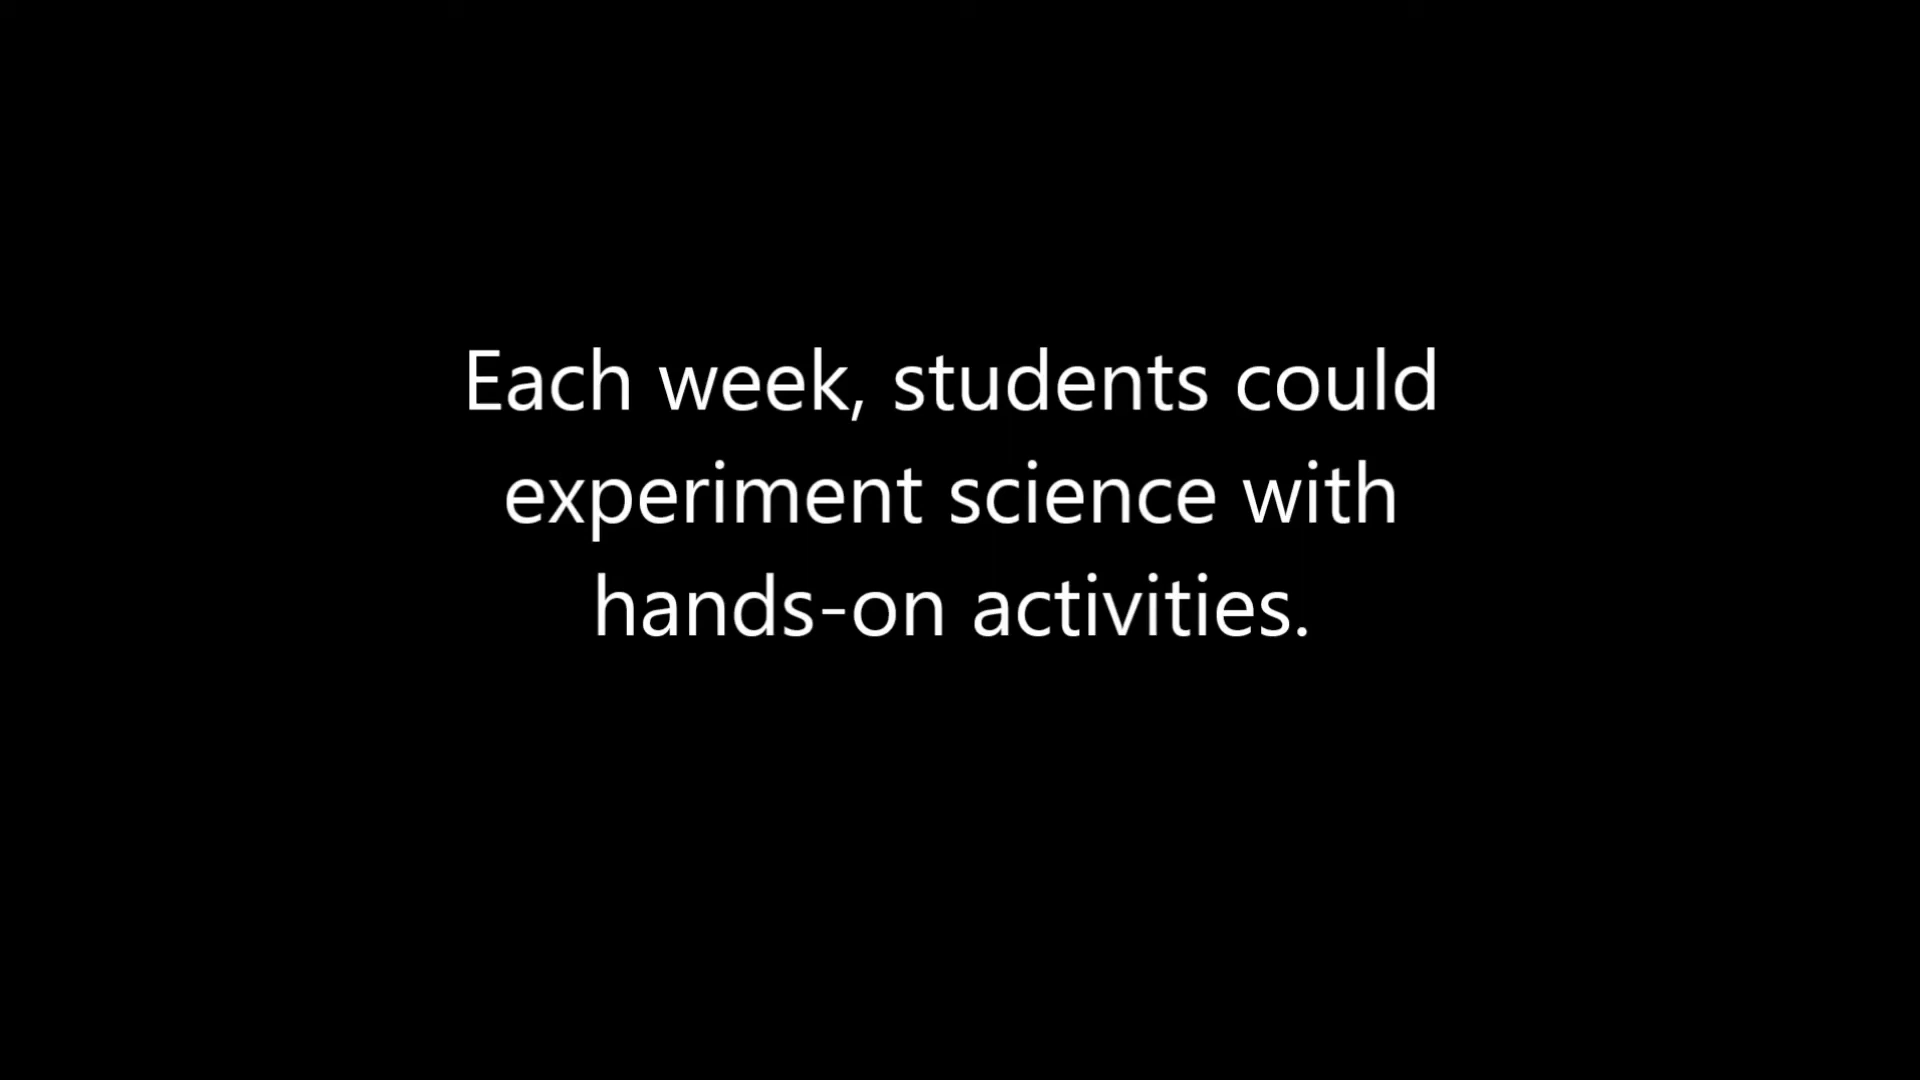 Each week, students could
experiment science with
hands-on activities.